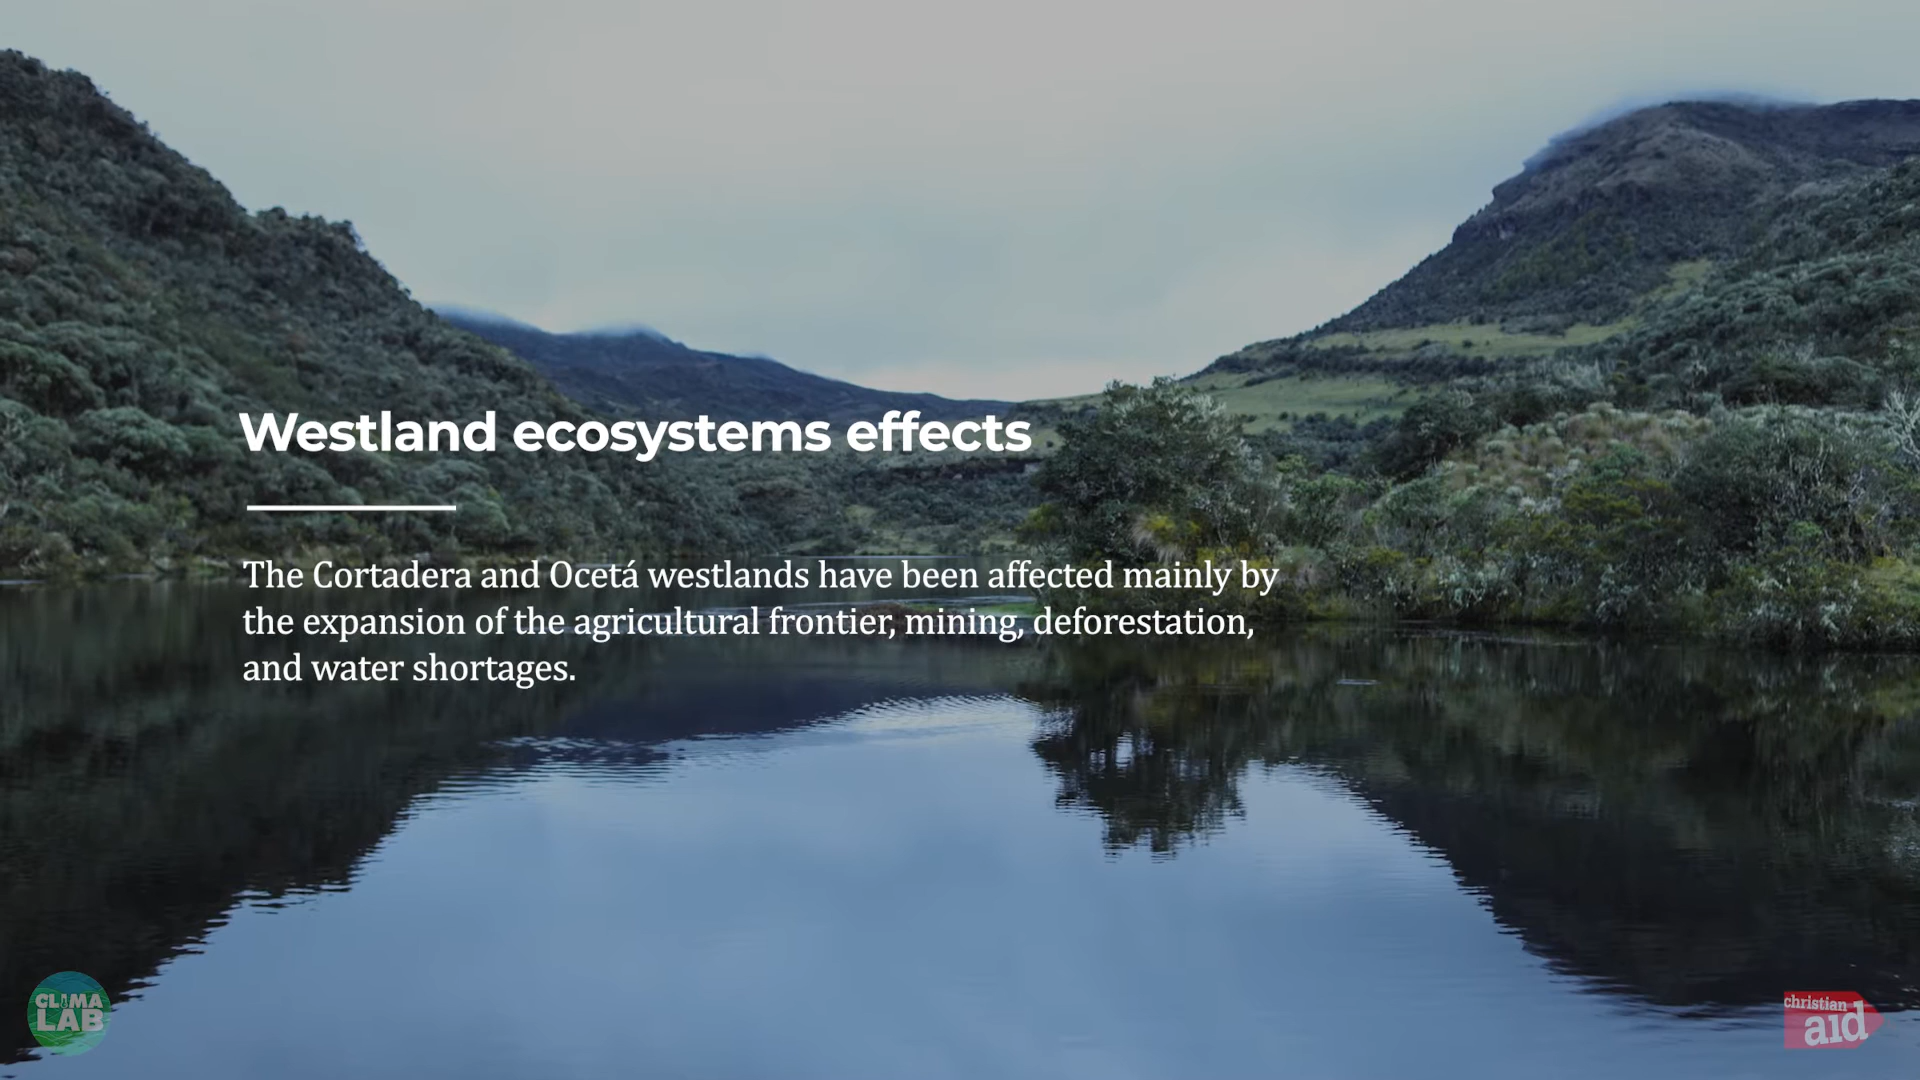 Westland ecosystems effects
The Cortadera and Ocetá westlands have been affected mainly by
the expansion of the agricultural frontier, mining, deforestation,
and water shortages.
CLIMA
LAB
christian
aid